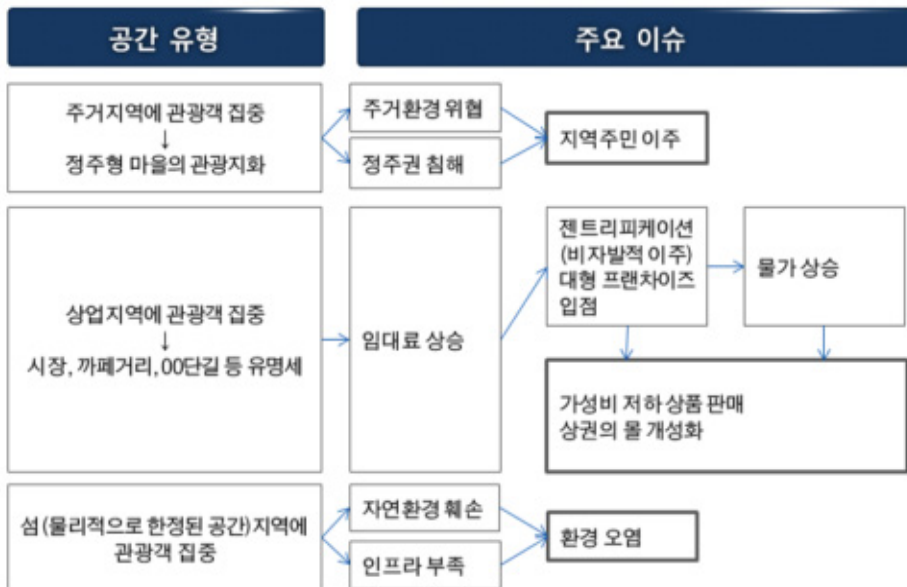 공간 유형
주요 이슈
주거지역에 관광객 집중
↓
정주형 마을의 관광지화
주거환경 위협
정주권 침해
지역주민 이주
상업지역에 관광객 집중
↓
시장, 까페거리, 00단길 등 유명세
임대료 상승
젠트리피케이션
(비자발적 이주)
대형 프랜차이즈
입점
물가 상승
가성비 저하 상품 판매
상권의 몰 개성화
섬(물리적으로 한정된 공간)지역에
관광객 집중
자연환경 훼손
인프라 부족
환경 오염